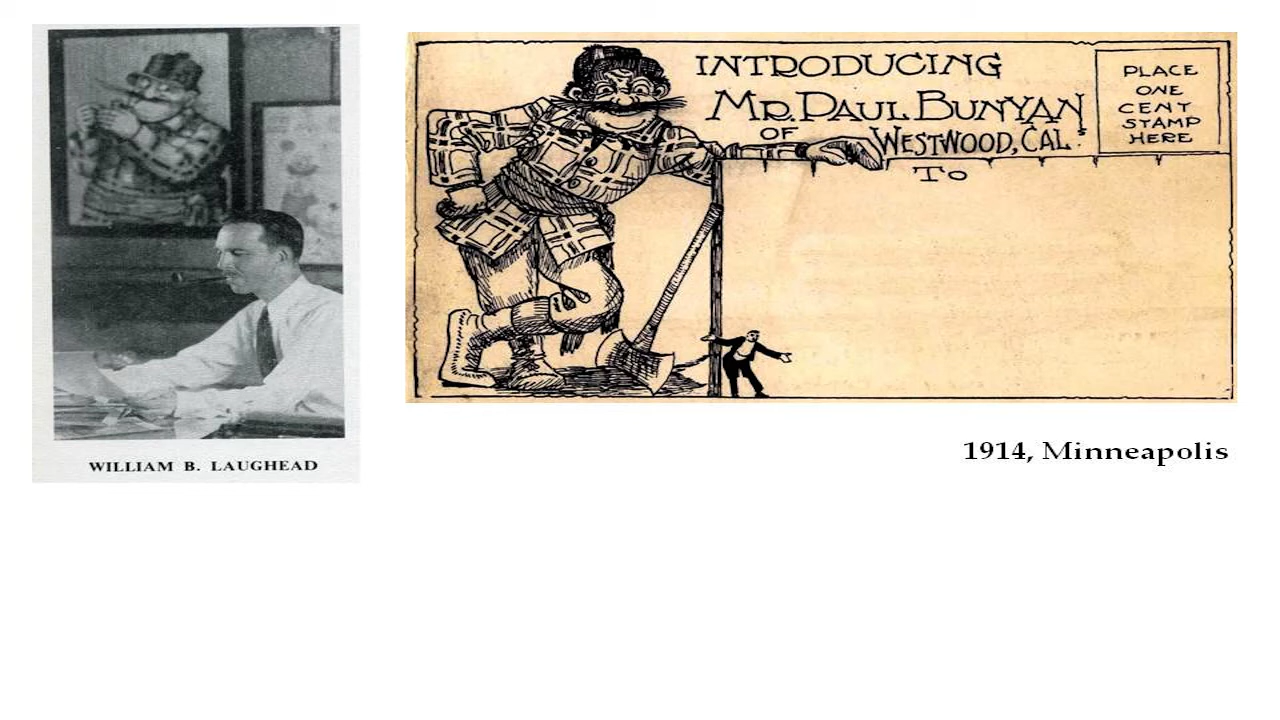 WILLIAM B. LAUGHEAD
INTRODUCING
MR. PAUL BUNYAN
OF WESTWOOD, CAL.
TO
PLACE
ONE
CENT
STAMP
HERE
1914, Minneapolis